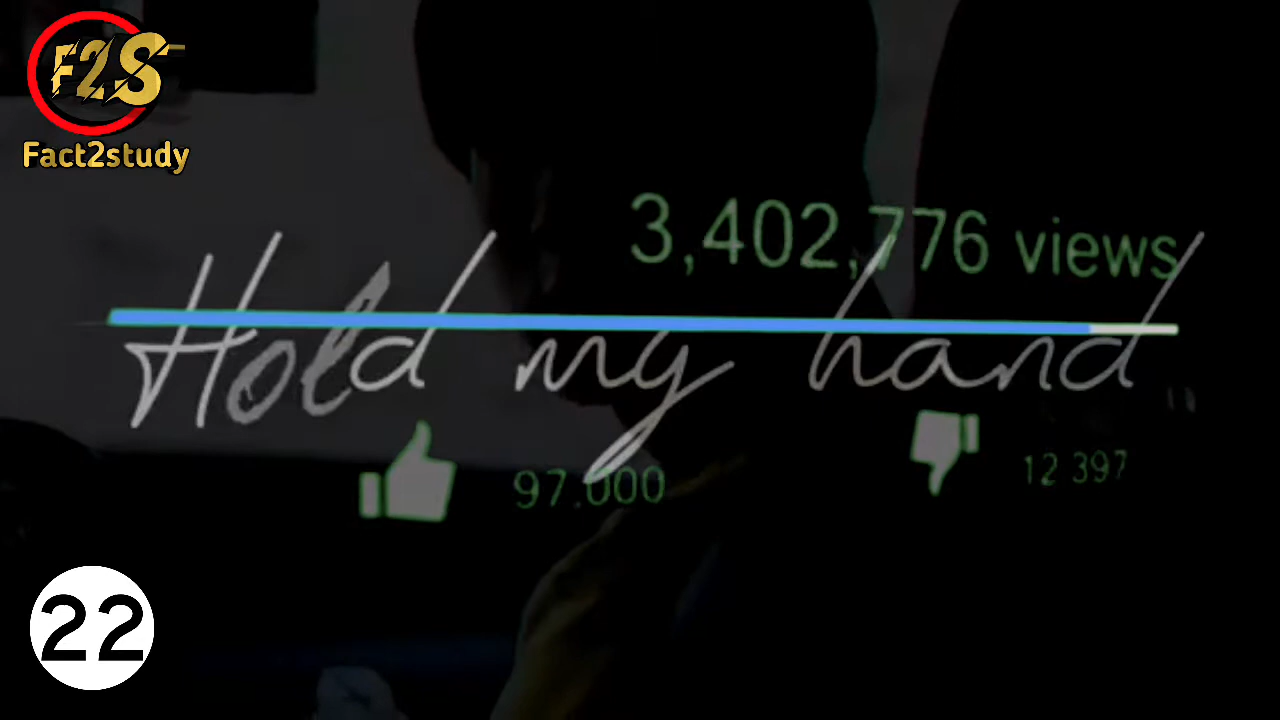 F2S
Fact2study
3,402,776 views
Hold my hand
97.000
12 397
22